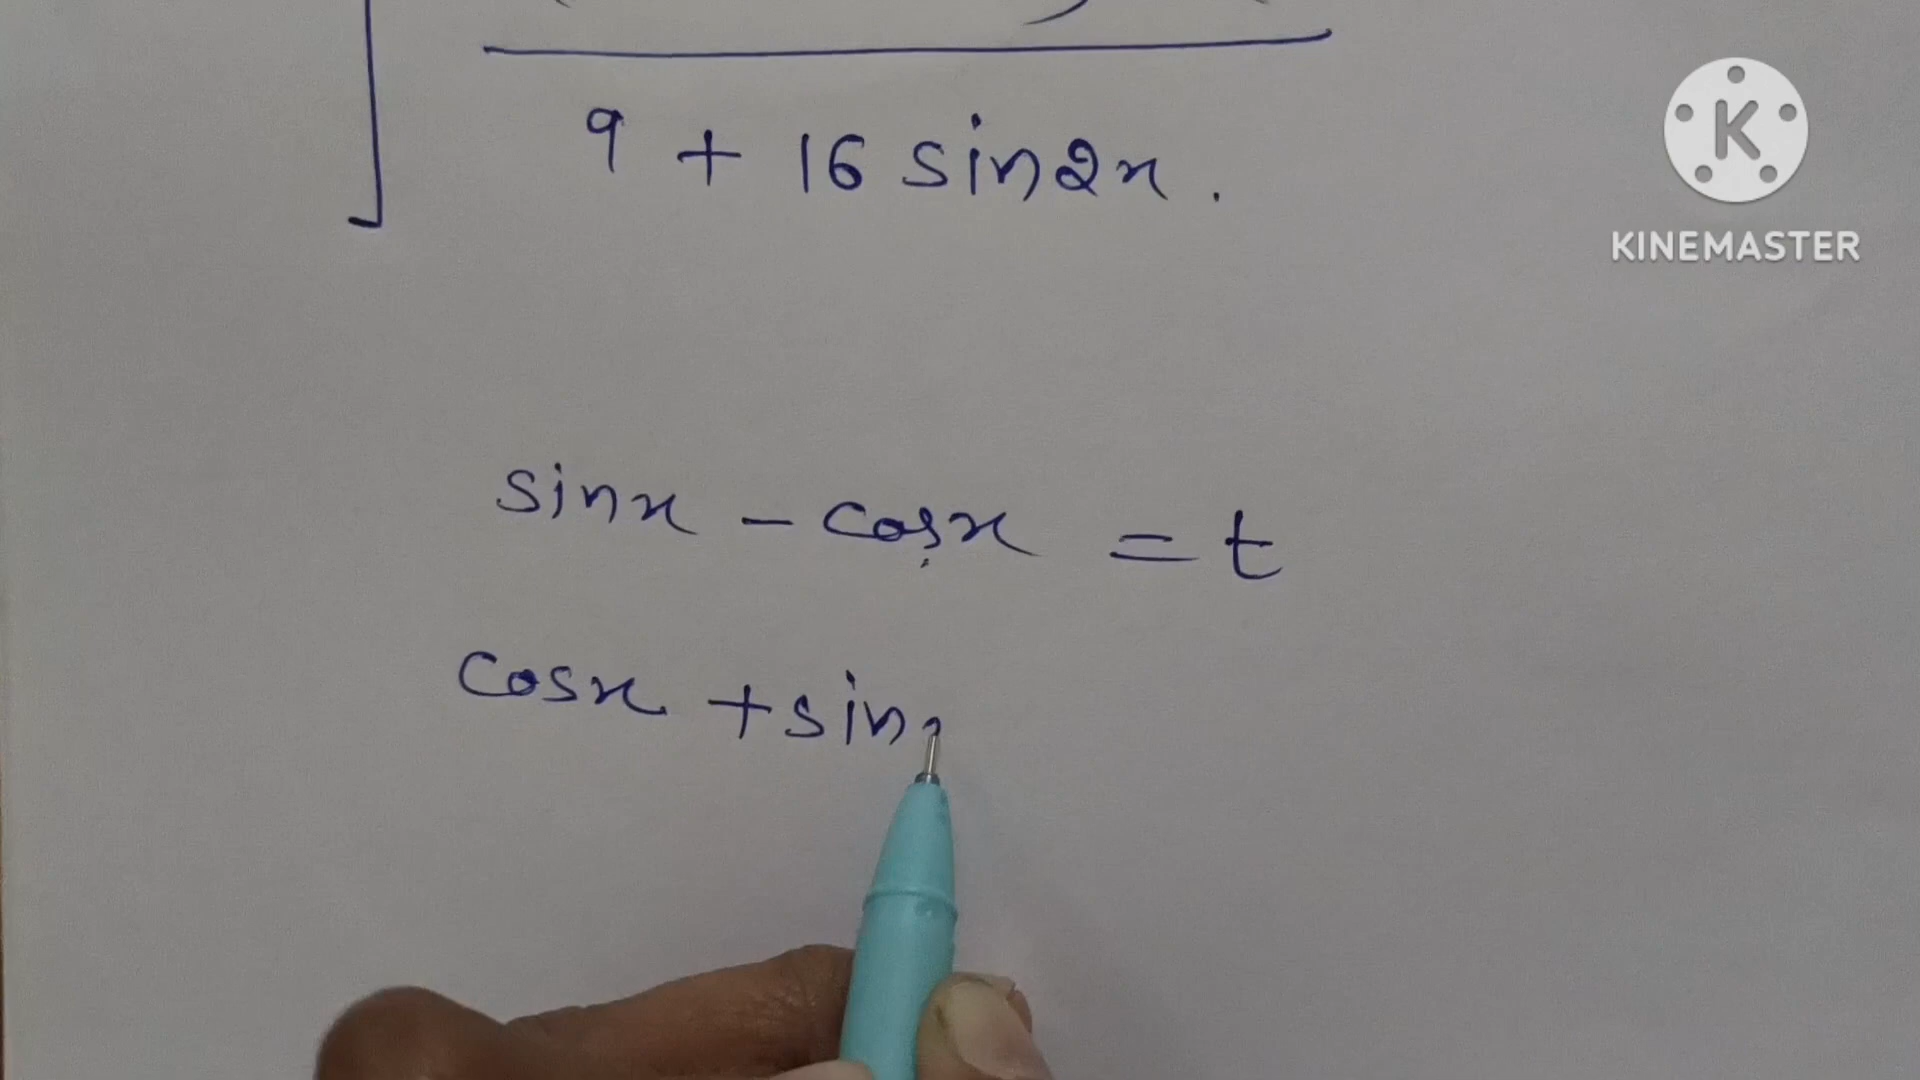 9 + 16 sin2x.
K
KINEMASTER
sinx - cosx = t
cosx + sin